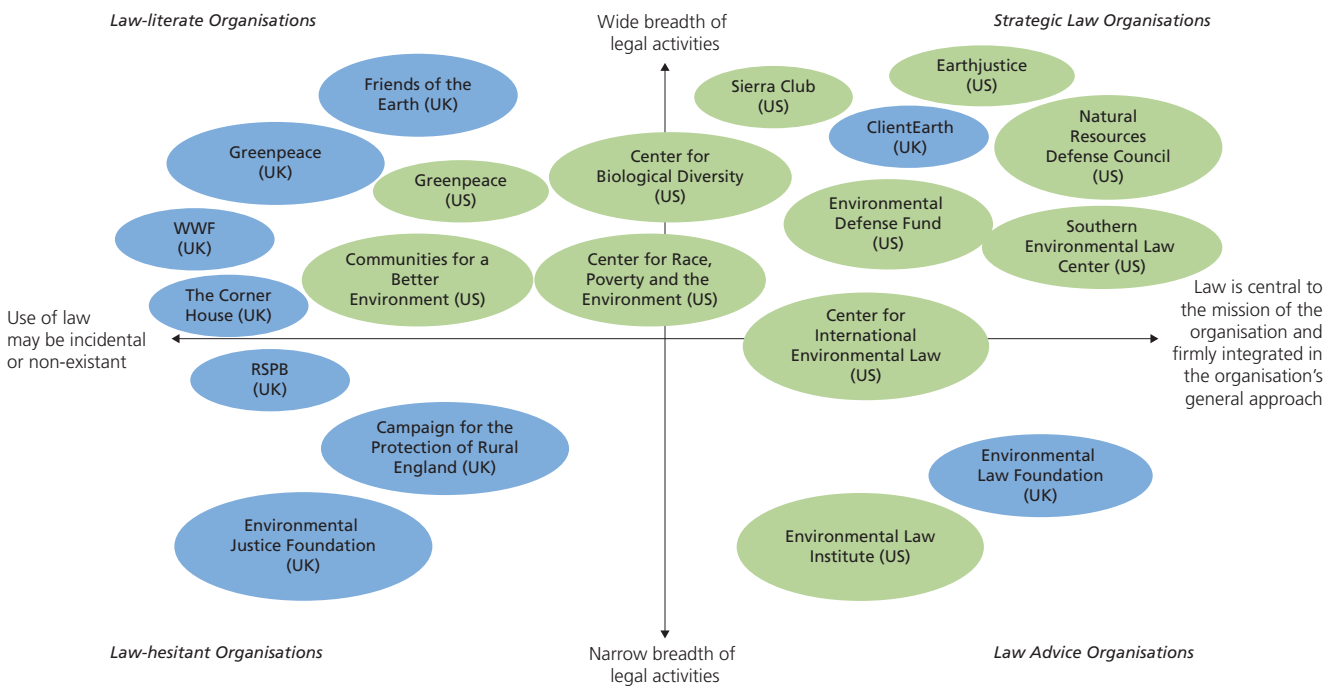 Law-literate Organisations
Wide breadth of
legal activities
Strategic Law Organisations
Friends of the
Earth (UK)
Sierra Club
(US)
Earthjustice
(US)
Greenpeace
(UK)
Greenpeace
(US)
Center for
Biological Diversity
(US)
ClientEarth
(UK)
Natural
Resources
Defense Council
(US)
WWF
(UK)
Environmental
Defense Fund
(US)
Southern
Environmental Law
Center (US)
The Corner
House (UK)
Communities for a
Better
Environment (US)
Center for Race,
Poverty and the
Environment (US)
Center for
International
Environmental Law
(US)
Use of law
may be incidental
or non-existant
Law is central to
the mission of the
organisation and
firmly integrated in
the organisation's
general approach
RSPB
(UK)
Campaign for the
Protection of Rural
England (UK)
Environmental
Law Foundation
(UK)
Environmental
Justice Foundation
(UK)
Environmental Law
Institute (US)
Law-hesitant Organisations
Narrow breadth of
legal activities
Law Advice Organisations